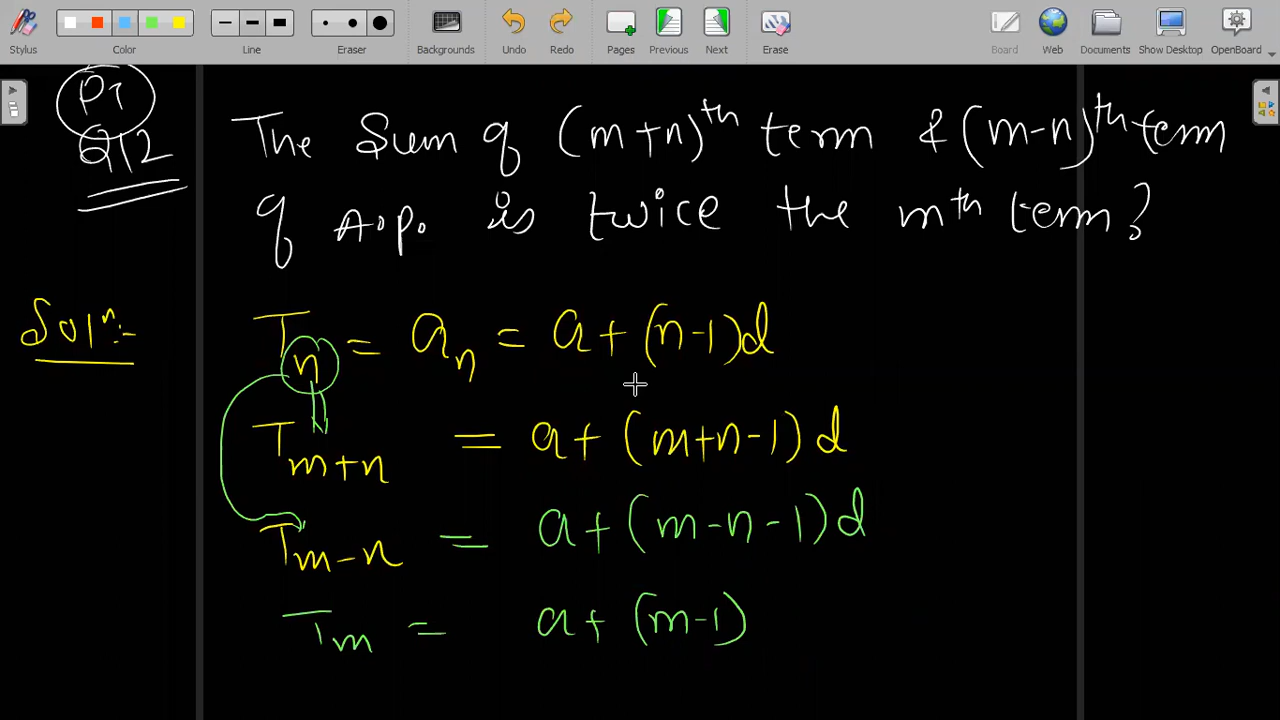 Stylus Color Line Eraser Backgrounds Undo Redo Pages Previous Next Erase Board Web Documents Show Desktop OpenBoard
P1
Q12
The Sum of (m+n)th term & (m-n)th term
of A.P. is twice the mth term?
Solⁿ:-
Tn = an = a+(n-1)d
Tm+n = a+(m+n-1)d
Tm-n = a+(m-n-1)d
Tm = a+(m-1)